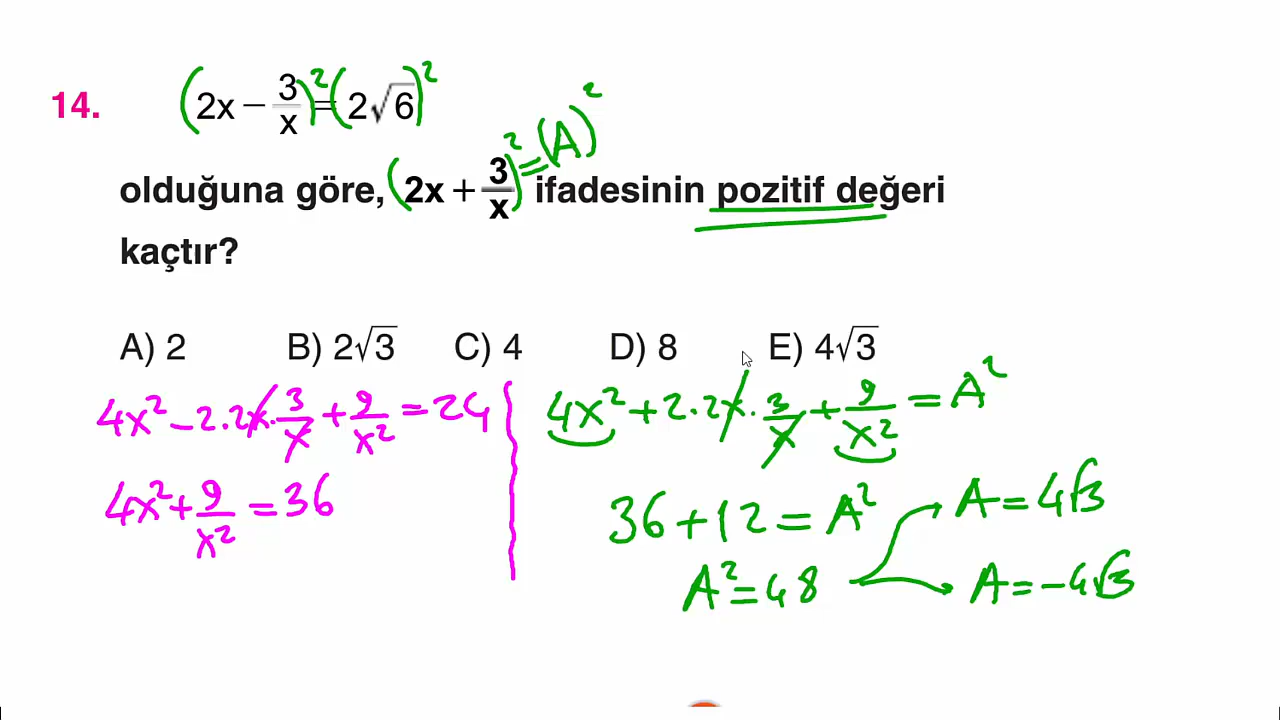 14. (2x − 3/x)² = (2√6)²
olduğuna göre, (2x + 3/x)² = (A)² ifadesinin pozitif değeri
kaçtır?
A) 2 B) 2√3 C) 4 D) 8 E) 4√3
4x² − 2.2x.3/x + 9/x² = 24
4x² + 9/x² = 36
4x² + 2.2x.3/x + 9/x² = A²
36 + 12 = A²
A² = 48
A = 4√3
A = −4√3